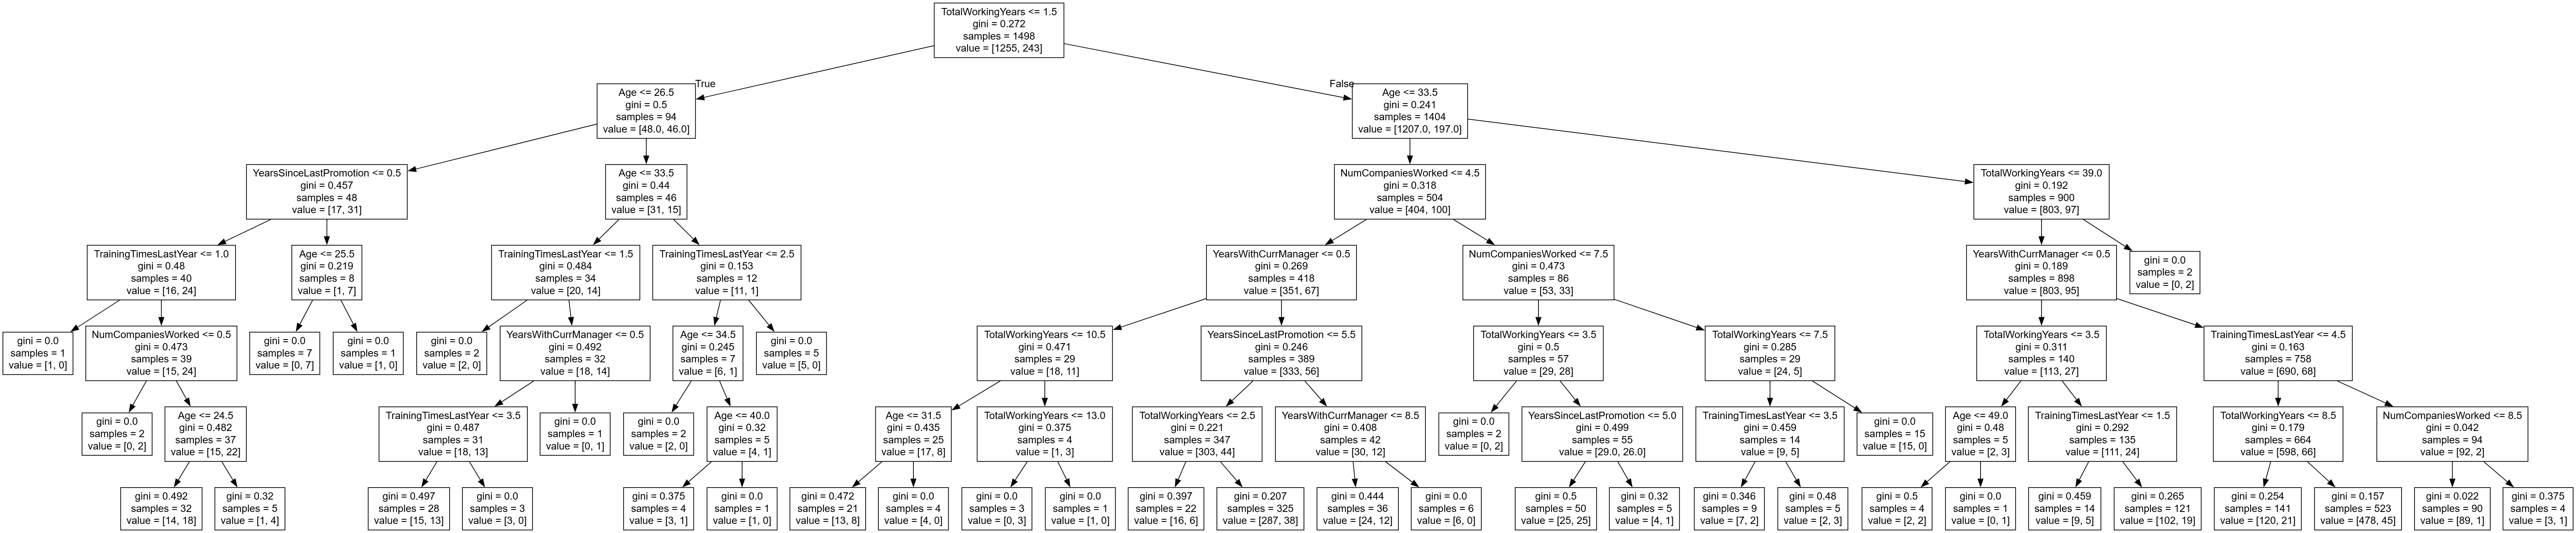 TotalWorkingYears <= 1.5
gini = 0.272
samples = 1498
value = [1255, 243]
True
False
Age <= 26.5
gini = 0.5
samples = 94
value = [48.0, 46.0]
Age <= 33.5
gini = 0.241
samples = 1404
value = [1207.0, 197.0]
YearsSinceLastPromotion <= 0.5
gini = 0.457
samples = 48
value = [17, 31]
Age <= 33.5
gini = 0.44
samples = 46
value = [31, 15]
NumCompaniesWorked <= 4.5
gini = 0.318
samples = 504
value = [404, 100]
TotalWorkingYears <= 39.0
gini = 0.192
samples = 900
value = [803, 97]
TrainingTimesLastYear <= 1.0
gini = 0.48
samples = 40
value = [16, 24]
Age <= 25.5
gini = 0.219
samples = 8
value = [1, 7]
TrainingTimesLastYear <= 1.5
gini = 0.484
samples = 34
value = [20, 14]
TrainingTimesLastYear <= 2.5
gini = 0.153
samples = 12
value = [11, 1]
YearsWithCurrManager <= 0.5
gini = 0.269
samples = 418
value = [351, 67]
NumCompaniesWorked <= 7.5
gini = 0.473
samples = 86
value = [53, 33]
YearsWithCurrManager <= 0.5
gini = 0.189
samples = 898
value = [803, 95]
gini = 0.0
samples = 2
value = [0, 2]
gini = 0.0
samples = 1
value = [1, 0]
NumCompaniesWorked <= 0.5
gini = 0.473
samples = 39
value = [15, 24]
gini = 0.0
samples = 7
value = [0, 7]
gini = 0.0
samples = 1
value = [1, 0]
gini = 0.0
samples = 2
value = [2, 0]
YearsWithCurrManager <= 0.5
gini = 0.492
samples = 32
value = [18, 14]
Age <= 34.5
gini = 0.245
samples = 7
value = [6, 1]
gini = 0.0
samples = 5
value = [5, 0]
TotalWorkingYears <= 10.5
gini = 0.471
samples = 29
value = [18, 11]
YearsSinceLastPromotion <= 5.5
gini = 0.246
samples = 389
value = [333, 56]
TotalWorkingYears <= 3.5
gini = 0.5
samples = 57
value = [29, 28]
TotalWorkingYears <= 7.5
gini = 0.285
samples = 29
value = [24, 5]
TotalWorkingYears <= 3.5
gini = 0.311
samples = 140
value = [113, 27]
TrainingTimesLastYear <= 4.5
gini = 0.163
samples = 758
value = [690, 68]
gini = 0.0
samples = 2
value = [0, 2]
Age <= 24.5
gini = 0.482
samples = 37
value = [15, 22]
TrainingTimesLastYear <= 3.5
gini = 0.487
samples = 31
value = [18, 13]
gini = 0.0
samples = 1
value = [0, 1]
gini = 0.0
samples = 2
value = [2, 0]
Age <= 40.0
gini = 0.32
samples = 5
value = [4, 1]
Age <= 31.5
gini = 0.435
samples = 25
value = [17, 8]
TotalWorkingYears <= 13.0
gini = 0.375
samples = 4
value = [1, 3]
TotalWorkingYears <= 2.5
gini = 0.221
samples = 347
value = [303, 44]
YearsWithCurrManager <= 8.5
gini = 0.408
samples = 42
value = [30, 12]
gini = 0.0
samples = 2
value = [0, 2]
YearsSinceLastPromotion <= 5.0
gini = 0.499
samples = 55
value = [29.0, 26.0]
TrainingTimesLastYear <= 3.5
gini = 0.459
samples = 14
value = [9, 5]
gini = 0.0
samples = 15
value = [15, 0]
Age <= 49.0
gini = 0.48
samples = 5
value = [2, 3]
TrainingTimesLastYear <= 1.5
gini = 0.292
samples = 135
value = [111, 24]
TotalWorkingYears <= 8.5
gini = 0.179
samples = 664
value = [598, 66]
NumCompaniesWorked <= 8.5
gini = 0.042
samples = 94
value = [92, 2]
gini = 0.492
samples = 32
value = [14, 18]
gini = 0.32
samples = 5
value = [1, 4]
gini = 0.497
samples = 28
value = [15, 13]
gini = 0.0
samples = 3
value = [3, 0]
gini = 0.375
samples = 4
value = [3, 1]
gini = 0.0
samples = 1
value = [1, 0]
gini = 0.472
samples = 21
value = [13, 8]
gini = 0.0
samples = 4
value = [4, 0]
gini = 0.0
samples = 3
value = [0, 3]
gini = 0.0
samples = 1
value = [1, 0]
gini = 0.397
samples = 22
value = [16, 6]
gini = 0.207
samples = 325
value = [287, 38]
gini = 0.444
samples = 36
value = [24, 12]
gini = 0.0
samples = 6
value = [6, 0]
gini = 0.5
samples = 50
value = [25, 25]
gini = 0.32
samples = 5
value = [4, 1]
gini = 0.346
samples = 9
value = [7, 2]
gini = 0.48
samples = 5
value = [2, 3]
gini = 0.5
samples = 4
value = [2, 2]
gini = 0.0
samples = 1
value = [0, 1]
gini = 0.459
samples = 14
value = [9, 5]
gini = 0.265
samples = 121
value = [102, 19]
gini = 0.254
samples = 141
value = [120, 21]
gini = 0.157
samples = 523
value = [478, 45]
gini = 0.022
samples = 90
value = [89, 1]
gini = 0.375
samples = 4
value = [3, 1]